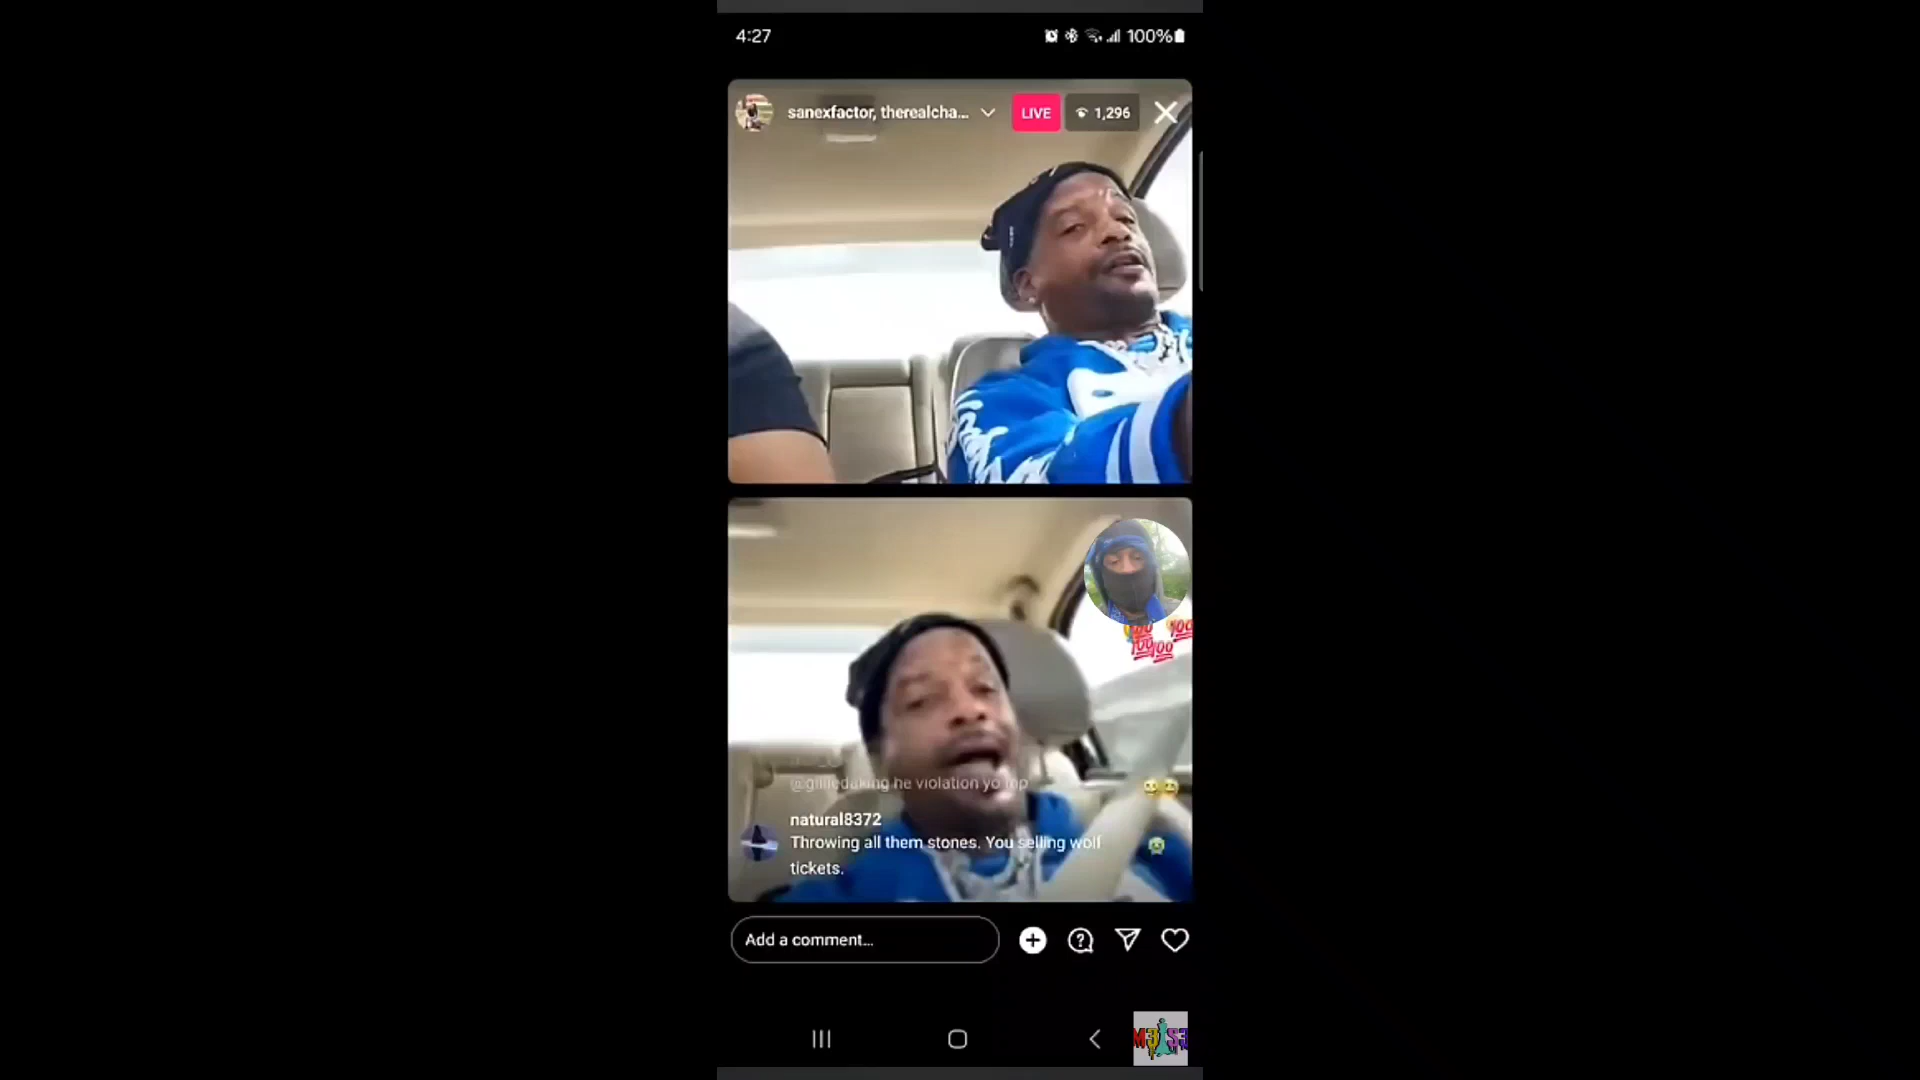 4:27
100%
sanexfactor, therealcha...
LIVE
1,296
he violation yo
natural8372
Throwing all them stones. You selling wolf
tickets.
Add a comment...